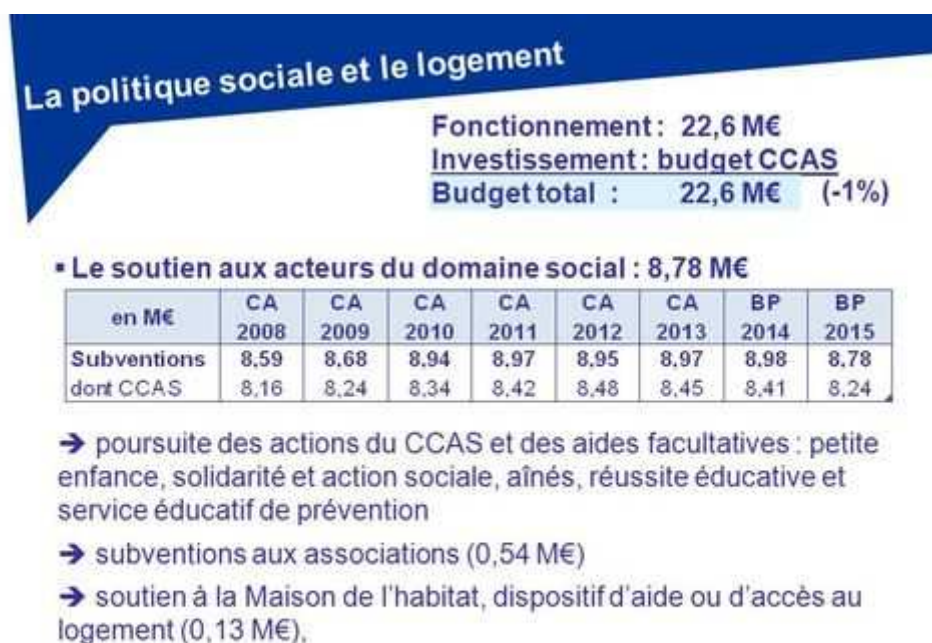 La politique sociale et le logement
Fonctionnement : 22,6 M€
Investissement : budget CCAS
Budget total : 22,6 M€ (-1%)
▪ Le soutien aux acteurs du domaine social : 8,78 M€
en M€ CA 2008 CA 2009 CA 2010 CA 2011 CA 2012 CA 2013 BP 2014 BP 2015
Subventions 8,59 8,68 8,94 8,97 8,95 8,97 8,98 8,78
dont CCAS 8,16 8,24 8,34 8,42 8,48 8,45 8,41 8,24
➔ poursuite des actions du CCAS et des aides facultatives : petite
enfance, solidarité et action sociale, aînés, réussite éducative et
service éducatif de prévention
➔ subventions aux associations (0,54 M€)
➔ soutien à la Maison de l'habitat, dispositif d'aide ou d'accès au
logement (0,13 M€),